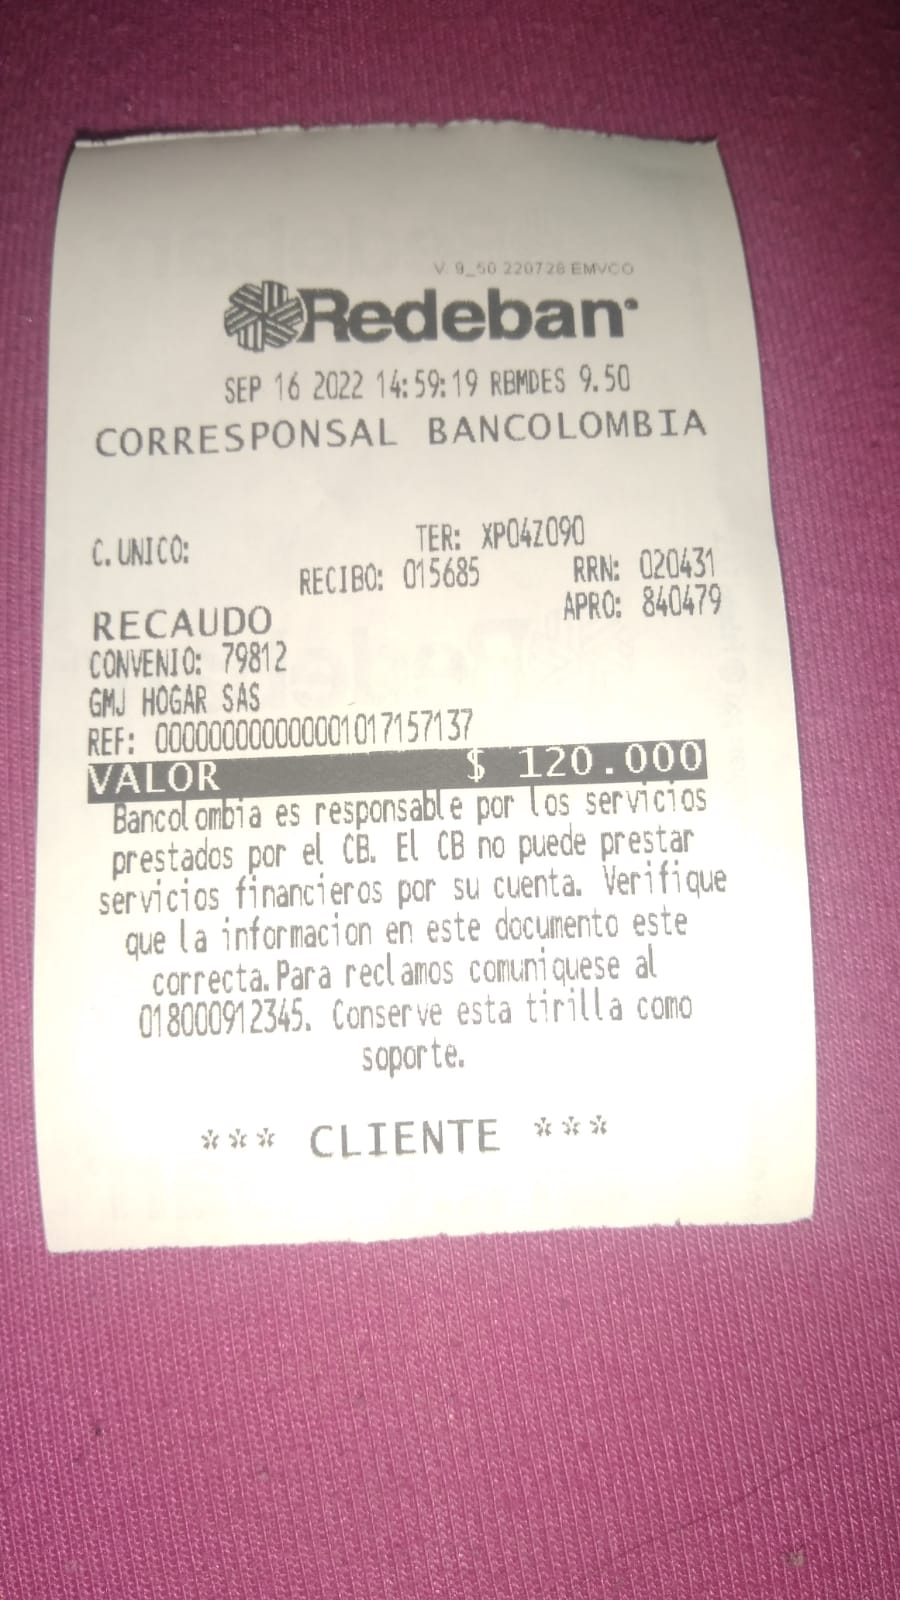 V. 9_50 220728 EMVCO
Redeban
SEP 16 2022 14:59:19 RBMDES 9.50
CORRESPONSAL BANCOLOMBIA
C. UNICO: TER: XP04Z090
RECIBO: 015685 RRN: 020431
RECAUDO APRO: 840479
CONVENIO: 79812
GMJ HOGAR SAS
REF: 000000000000001017157137
VALOR $ 120.000
Bancolombia es responsable por los servicios
prestados por el CB. El CB no puede prestar
servicios financieros por su cuenta. Verifique
que la informacion en este documento este
correcta.Para reclamos comuniquese al
018000912345. Conserve esta tirilla como
soporte.
*** CLIENTE ***